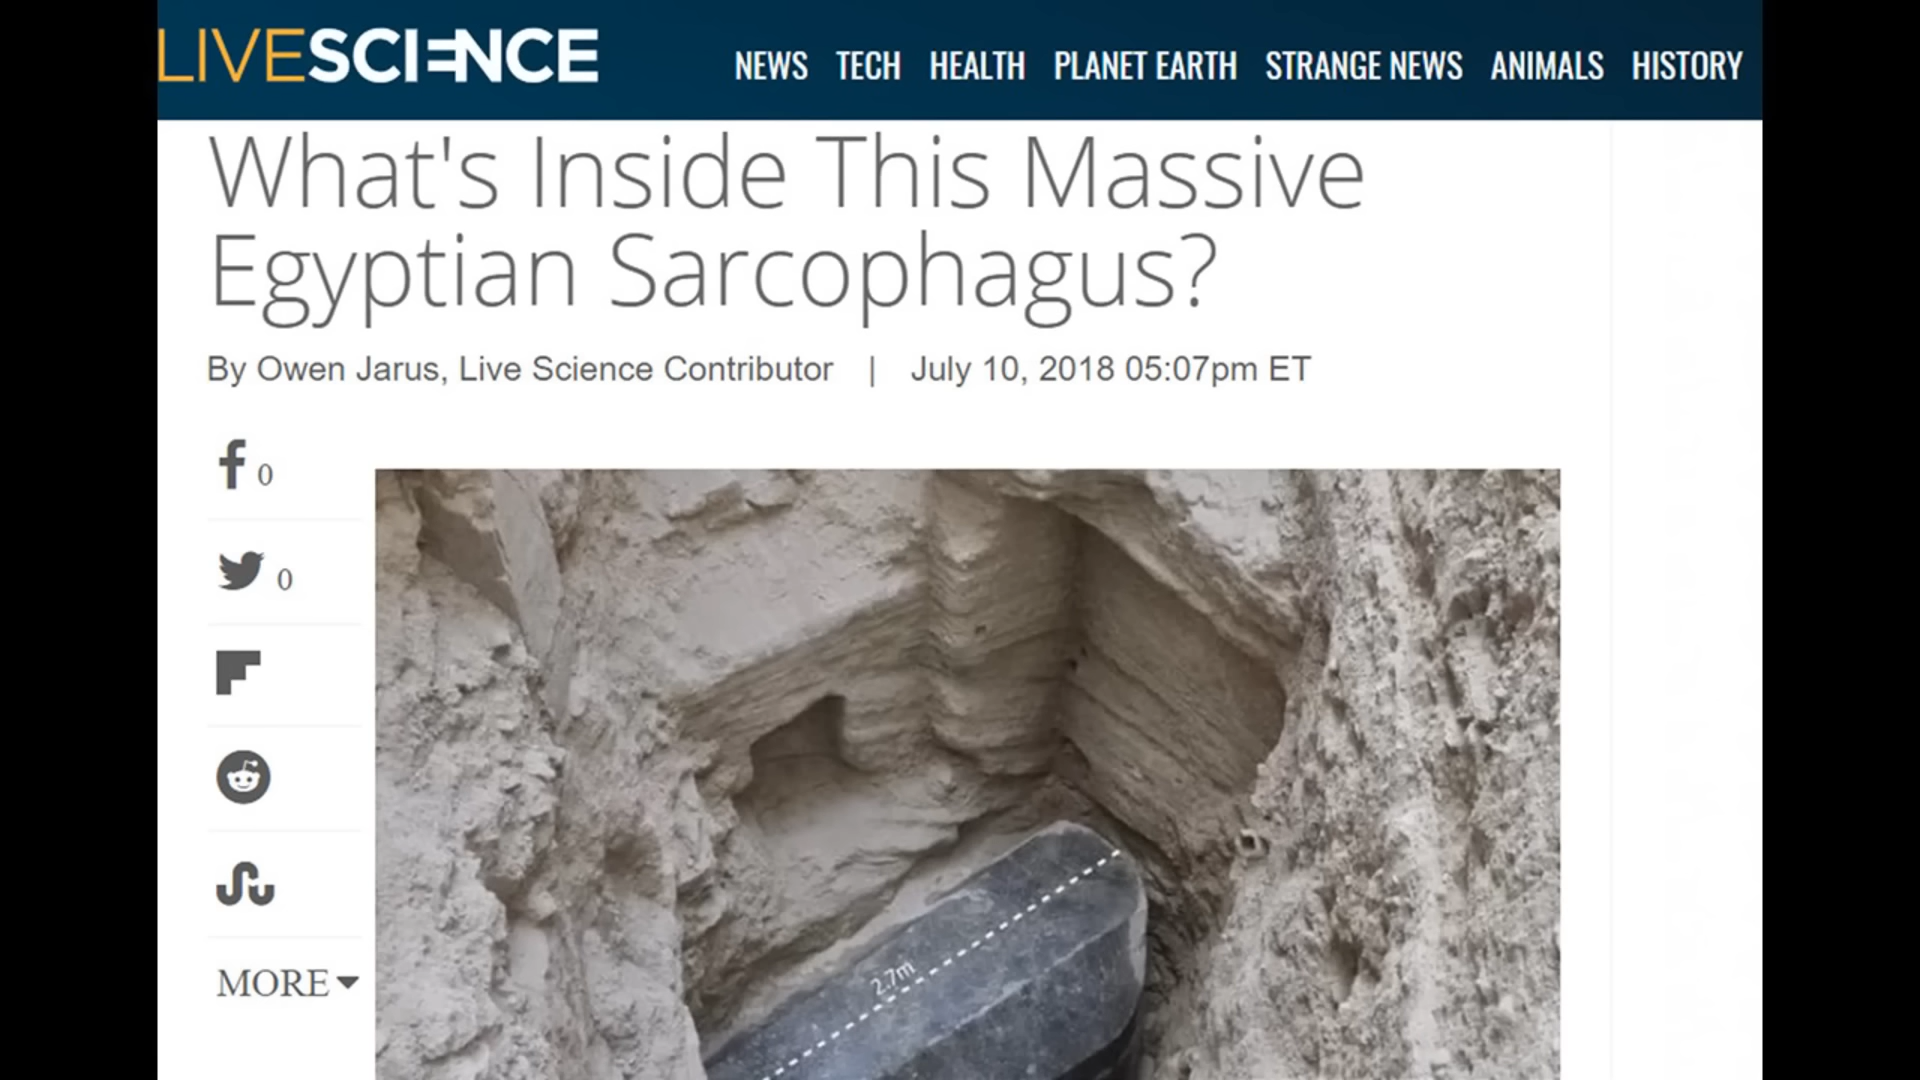 LIVESCIENCE
NEWS TECH HEALTH PLANET EARTH STRANGE NEWS ANIMALS HISTORY
What's Inside This Massive
Egyptian Sarcophagus?
By Owen Jarus, Live Science Contributor | July 10, 2018 05:07pm ET
0
0
MORE
2.7m